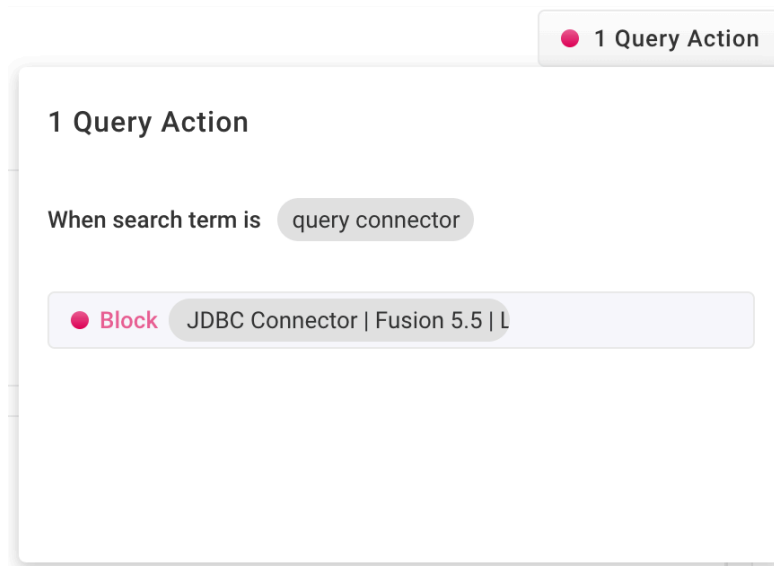 1 Query Action
1 Query Action
When search term is query connector
Block JDBC Connector | Fusion 5.5 |